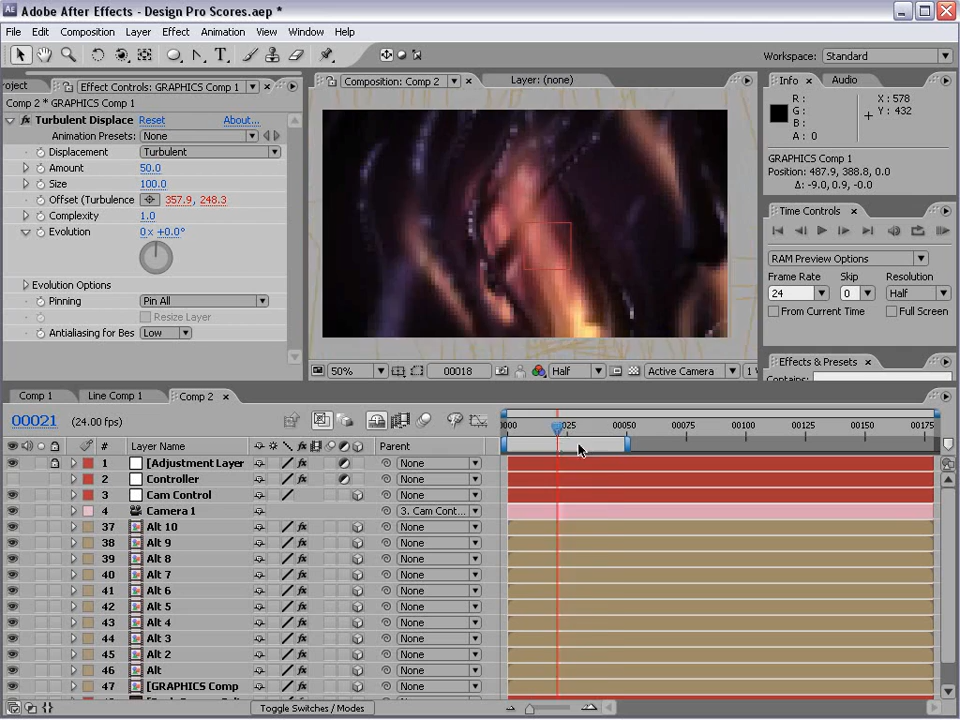 Adobe After Effects - Design Pro Scores.aep *
File Edit Composition Layer Effect Animation View Window Help
Workspace: Standard
roject Effect Controls: GRAPHICS Comp 1
Comp 2 * GRAPHICS Comp 1
Turbulent Displace Reset About...
Animation Presets: None
Displacement Turbulent
Amount 50.0
Size 100.0
Offset (Turbulence 357.9, 248.3
Complexity 1.0
Evolution 0 x +0.0°
Evolution Options
Pinning Pin All
Resize Layer
Antialiasing for Bes Low
Composition: Comp 2 Layer: (none)
50% 00018 Half Active Camera 1
Info Audio
R : X : 578
G : Y : 432
B :
A : 0
GRAPHICS Comp 1
Position: 487.9, 388.8, 0.0
Δ: -9.0, 0.9, -0.0
Time Controls
RAM Preview Options
Frame Rate Skip Resolution
24 0 Half
From Current Time Full Screen
Effects & Presets
Contains:
Comp 1 Line Comp 1 Comp 2
00021 (24.00 fps)
0000 00025 00050 00075 00100 00125 00150 00175
# Layer Name Parent
1 [Adjustment Layer None
2 Controller None
3 Cam Control None
4 Camera 1 3. Cam Cont...
37 Alt 10 None
38 Alt 9 None
39 Alt 8 None
40 Alt 7 None
41 Alt 6 None
42 Alt 5 None
43 Alt 4 None
44 Alt 3 None
45 Alt 2 None
46 Alt None
47 [GRAPHICS Comp None
Toggle Switches / Modes